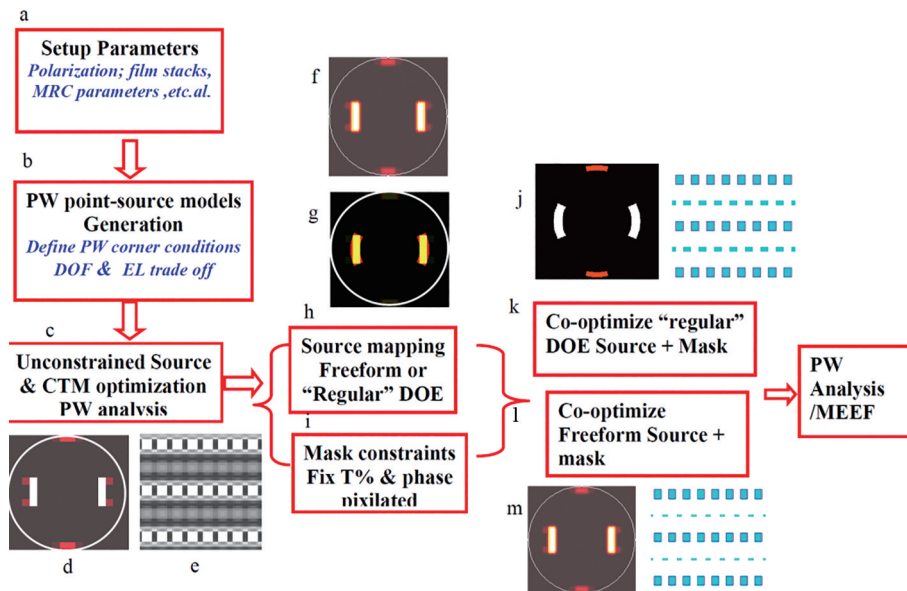 a
Setup Parameters
Polarization; film stacks,
MRC parameters ,etc.al.
b
PW point-source models
Generation
Define PW corner conditions
DOF & EL trade off
c
Unconstrained Source
& CTM optimization
PW analysis
d
e
f
g
h
Source mapping
Freeform or
“Regular” DOE
i
Mask constraints
Fix T% & phase
pixilated
j
k
Co-optimize “regular”
DOE Source + Mask
l
Co-optimize
Freeform Source +
mask
m
PW
Analysis
/MEEF